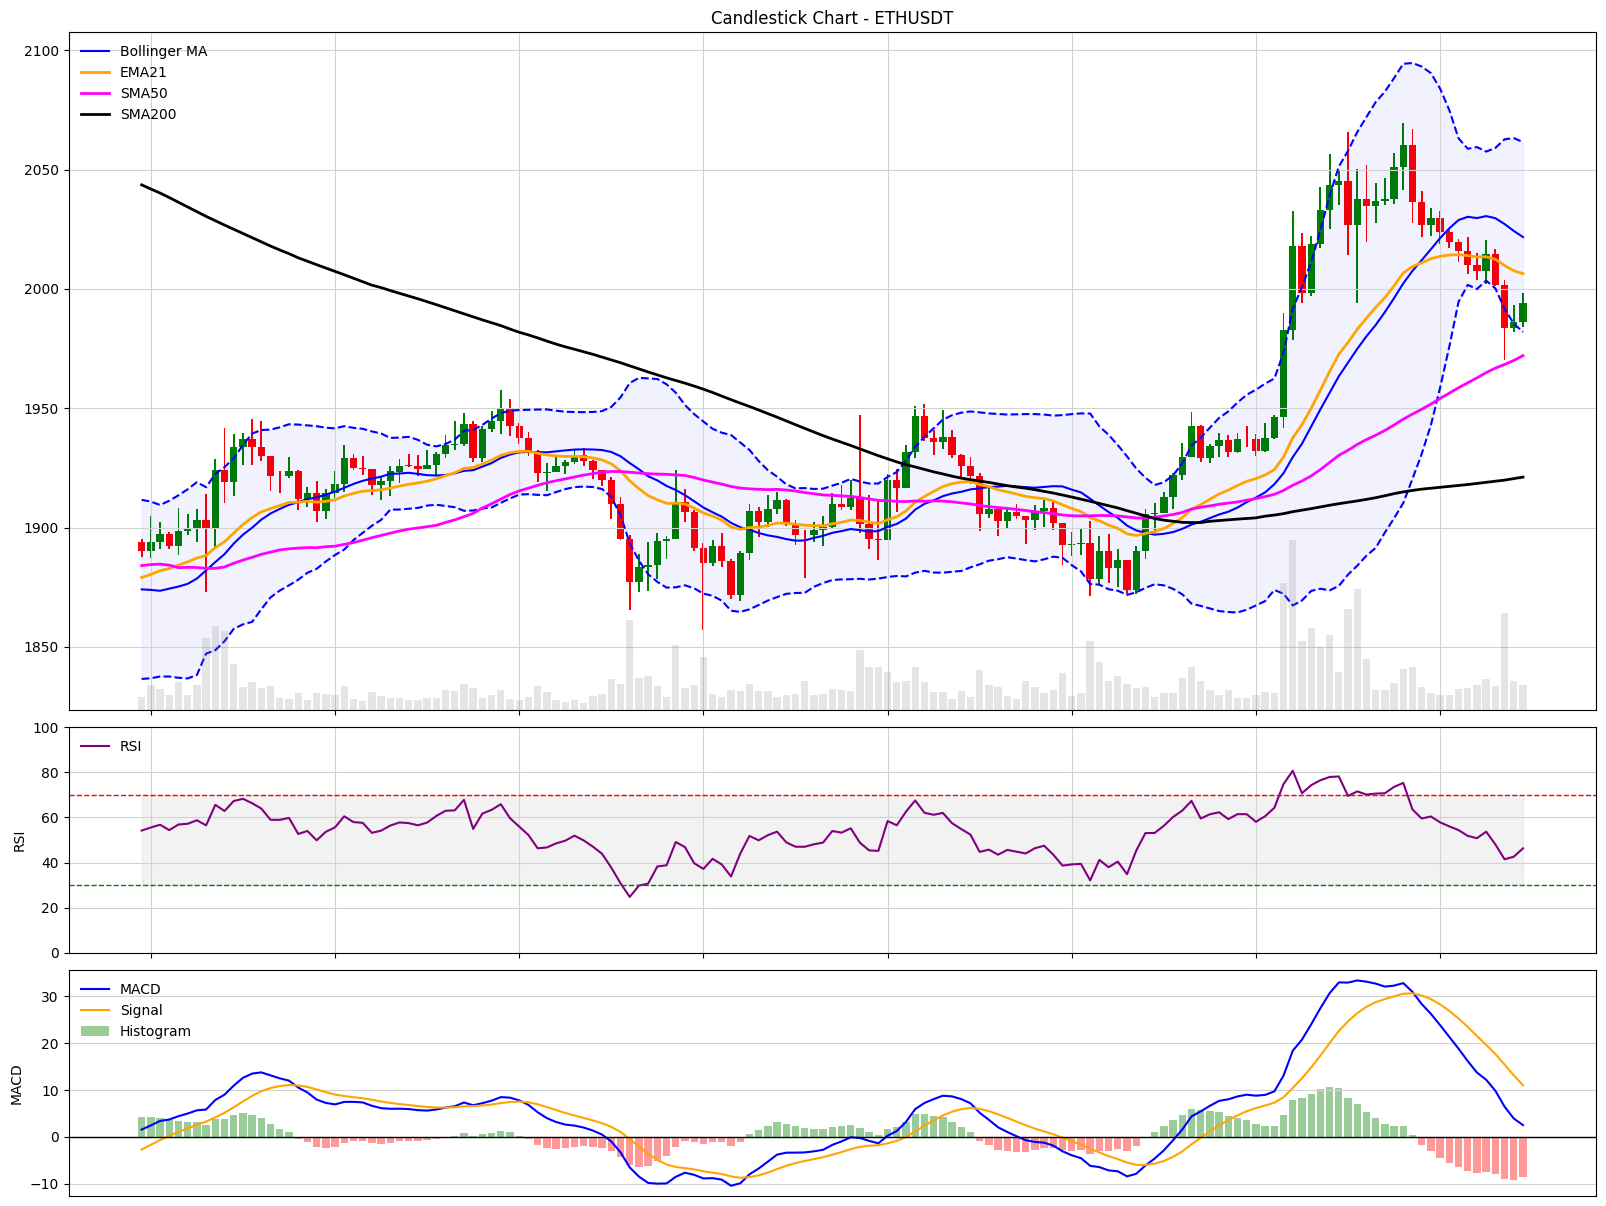 Candlestick Chart - ETHUSDT
Bollinger MA
EMA21
SMA50
SMA200
2100
2050
2000
1950
1900
1850
RSI
100
80
60
40
20
0
RSI
MACD
Signal
Histogram
30
20
10
0
−10
MACD